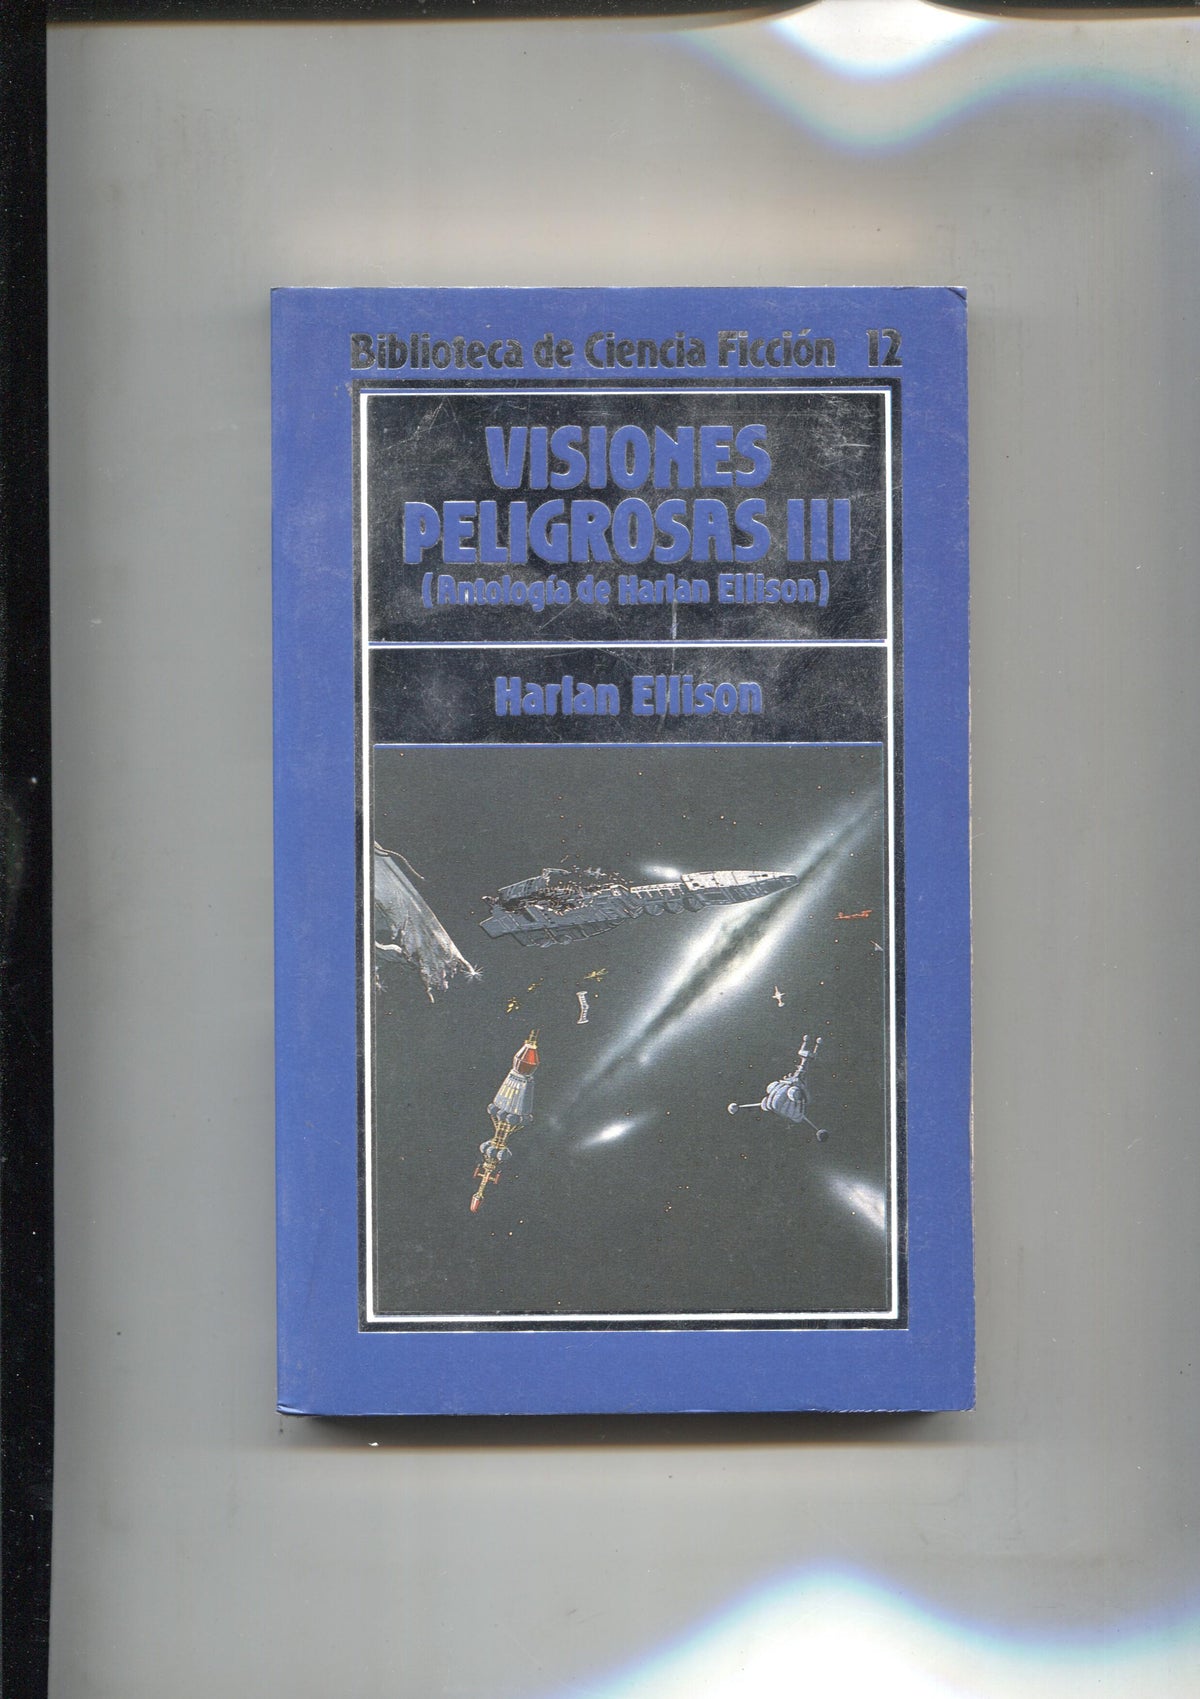 Biblioteca de Ciencia Ficción 12
VISIONES
PELIGROSAS III
(Antología de Harlan Ellison)
Harlan Ellison